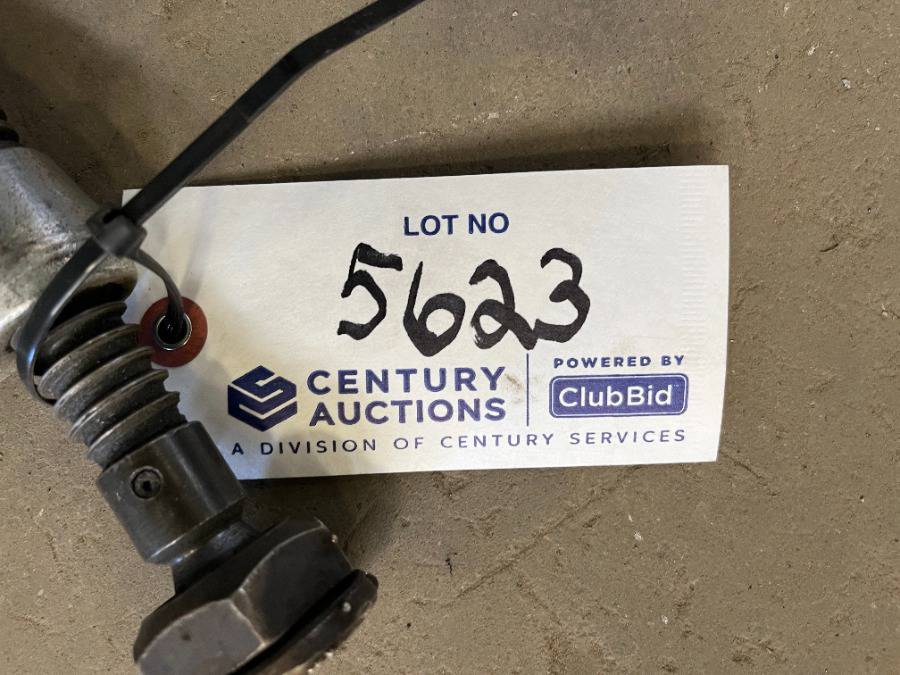 LOT NO
5623
CENTURY
AUCTIONS
POWERED BY
ClubBid
A DIVISION OF CENTURY SERVICES